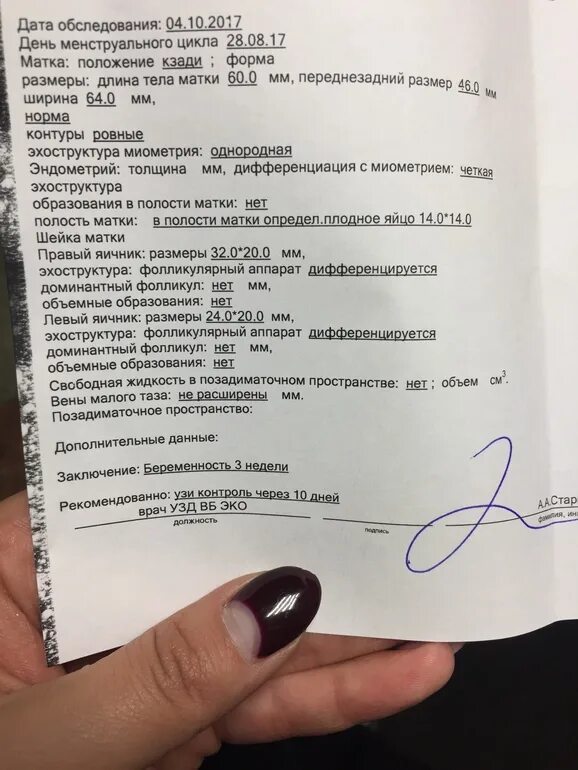 Дата обследования: 04.10.2017
День менструального цикла 28.08.17
Матка: положение кзади ; форма
размеры: длина тела матки 60.0 мм, переднезадний размер 46.0 мм
ширина 64.0 мм,
норма
контуры ровные
эхоструктура миометрия: однородная
Эндометрий: толщина мм, дифференциация с миометрием: четкая
эхоструктура
образования в полости матки: нет
полость матки: в полости матки определ.плодное яйцо 14.0*14.0
Шейка матки
Правый яичник: размеры 32.0*20.0 мм,
эхоструктура: фолликулярный аппарат дифференцируется
доминантный фолликул: нет мм,
объемные образования: нет
Левый яичник: размеры 24.0*20.0 мм,
эхоструктура: фолликулярный аппарат дифференцируется
доминантный фолликул: нет мм,
объемные образования: нет
Свободная жидкость в позадиматочном пространстве: нет ; объем см³.
Вены малого таза: не расширены мм.
Позадиматочное пространство:
Дополнительные данные:
Заключение: Беременность 3 недели
Рекомендованно: узи контроль через 10 дней
врач УЗД ВБ ЭКО
должность
подпись
А.А.Стар
фамилия, ин